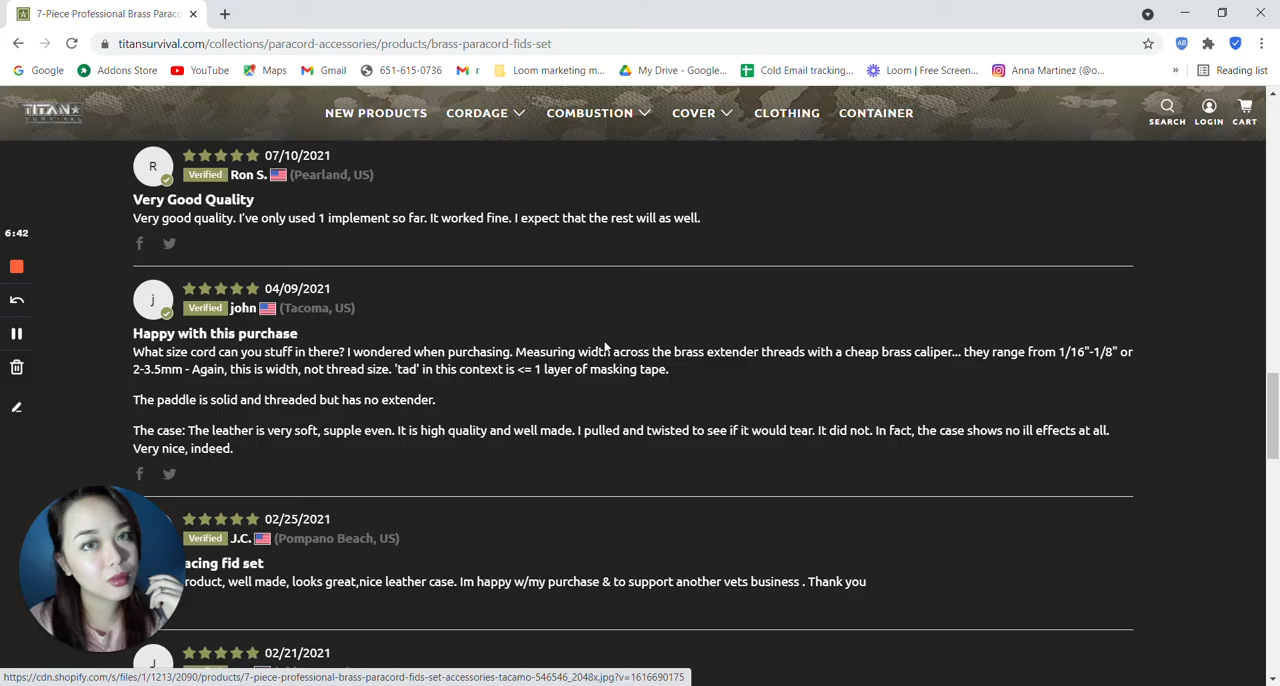 7-Piece Professional Brass Paraco
titansurvival.com/collections/paracord-accessories/products/brass-paracord-fids-set
Google Addons Store YouTube Maps Gmail 651-615-0736 r Loom marketing m... My Drive - Google... Cold Email tracking... Loom | Free Screen... Anna Martinez (@o... » Reading list
TITAN SURVIVAL
NEW PRODUCTS CORDAGE COMBUSTION COVER CLOTHING CONTAINER
SEARCH LOGIN CART
R
07/10/2021
Verified Ron S. (Pearland, US)
Very Good Quality
Very good quality. I've only used 1 implement so far. It worked fine. I expect that the rest will as well.
6:42
j
04/09/2021
Verified john (Tacoma, US)
Happy with this purchase
What size cord can you stuff in there? I wondered when purchasing. Measuring width across the brass extender threads with a cheap brass caliper... they range from 1/16"-1/8" or
2-3.5mm - Again, this is width, not thread size. 'tad' in this context is <= 1 layer of masking tape.
The paddle is solid and threaded but has no extender.
The case: The leather is very soft, supple even. It is high quality and well made. I pulled and twisted to see if it would tear. It did not. In fact, the case shows no ill effects at all.
Very nice, indeed.
02/25/2021
Verified J.C. (Pompano Beach, US)
acing fid set
roduct, well made, looks great,nice leather case. Im happy w/my purchase & to support another vets business . Thank you
J
02/21/2021
https://cdn.shopify.com/s/files/1/1213/2090/products/7-piece-professional-brass-paracord-fids-set-accessories-tacamo-546546_2048x.jpg?v=1616690175